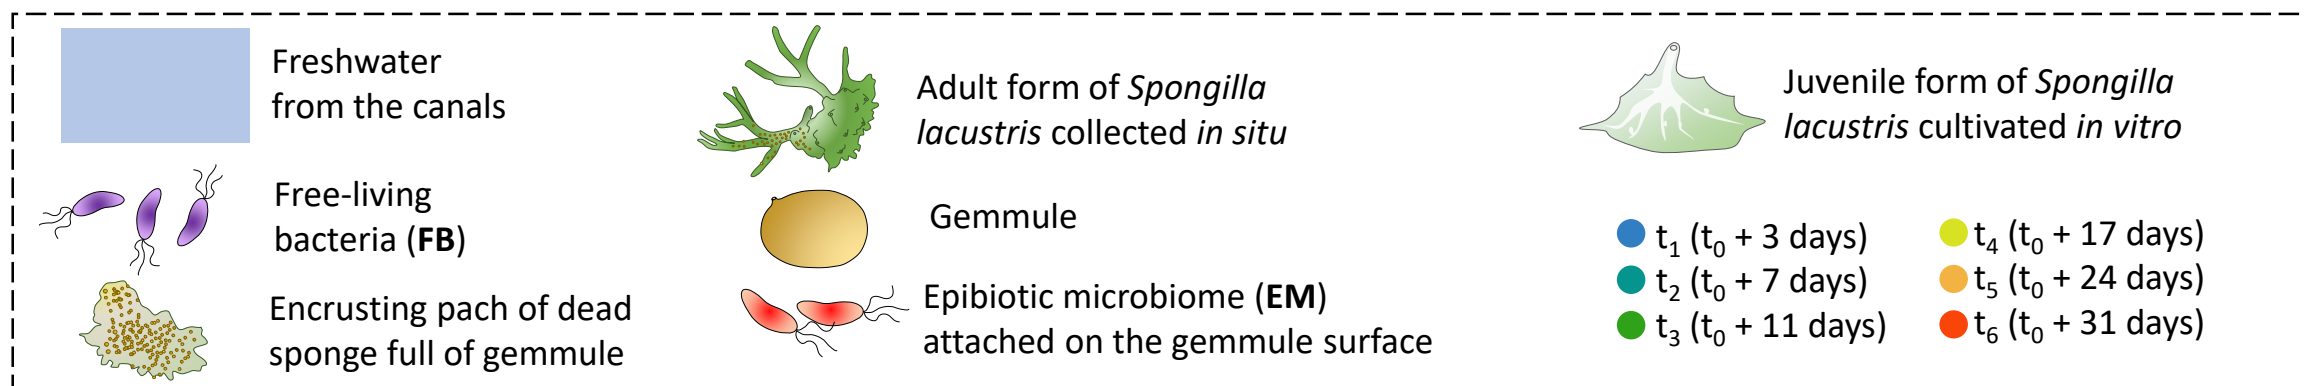 Freshwater
from the canals
Free-living
bacteria (FB)
Encrusting pach of dead
sponge full of gemmule
Adult form of Spongilla
lacustris collected in situ
Gemmule
Epibiotic microbiome (EM)
attached on the gemmule surface
Juvenile form of Spongilla
lacustris cultivated in vitro
t1 (t0 + 3 days)
t2 (t0 + 7 days)
t3 (t0 + 11 days)
t4 (t0 + 17 days)
t5 (t0 + 24 days)
t6 (t0 + 31 days)